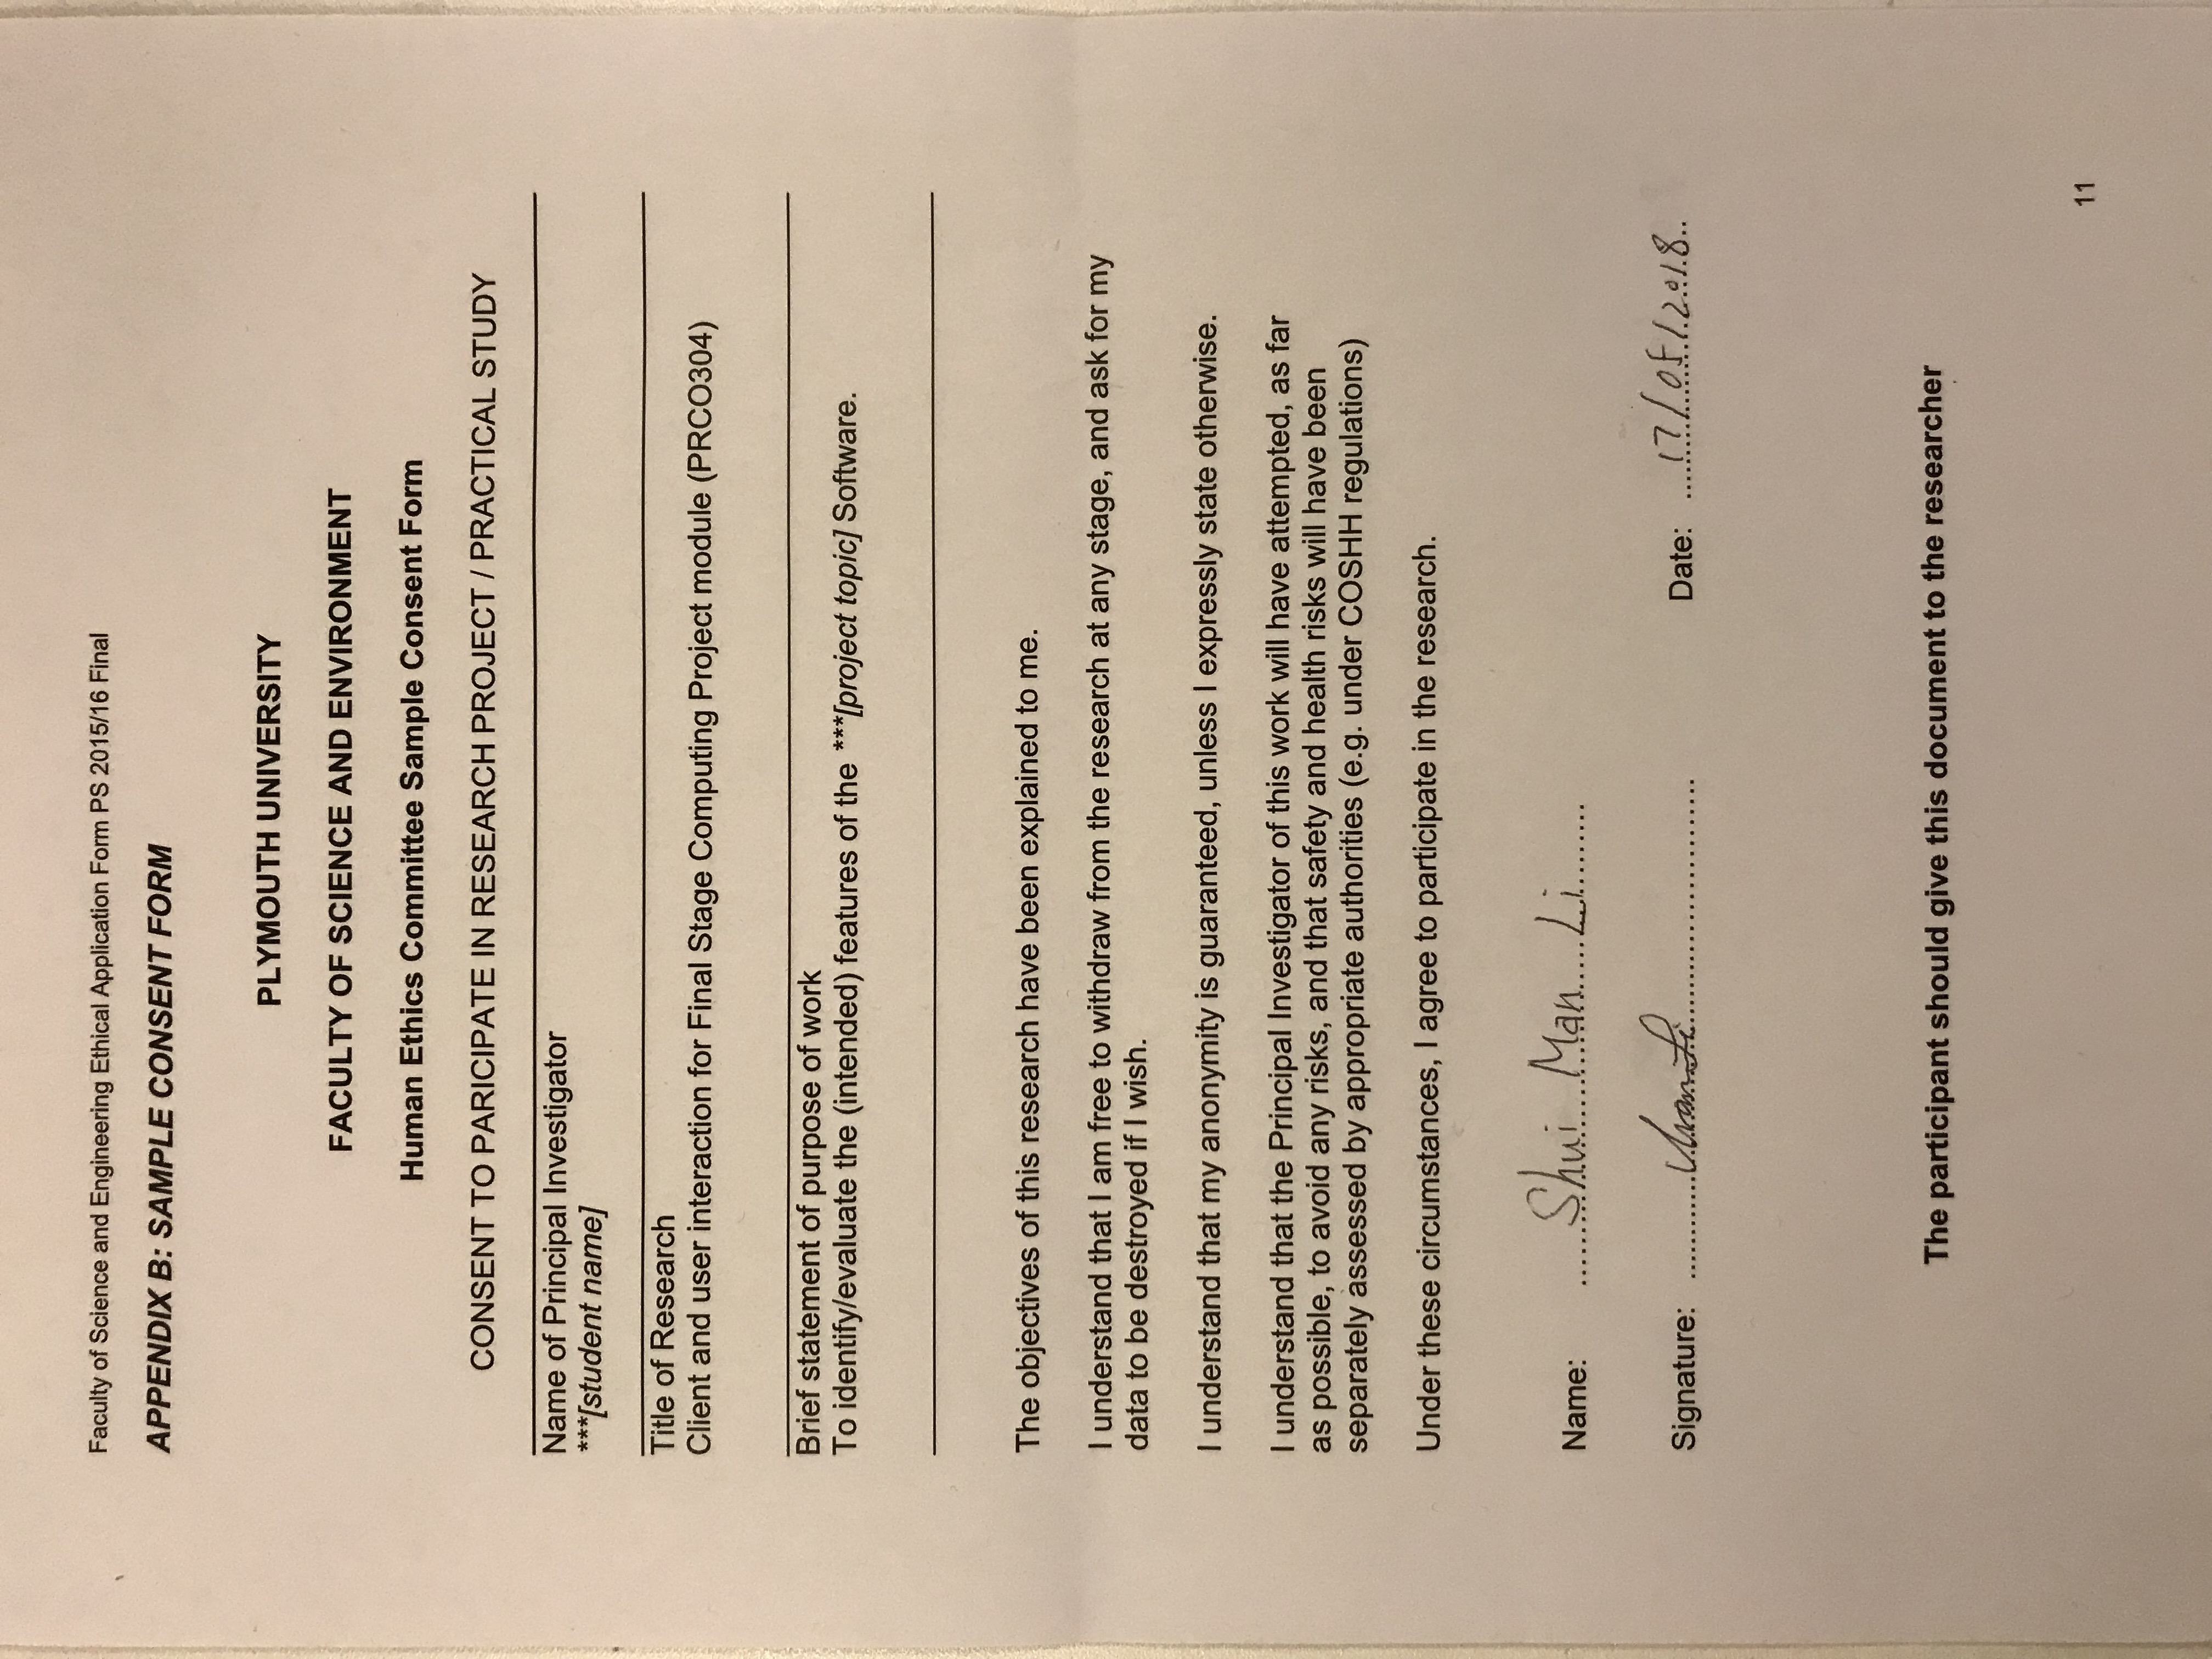 Faculty of Science and Engineering Ethical Application Form PS 2015/16 Final
APPENDIX B: SAMPLE CONSENT FORM
PLYMOUTH UNIVERSITY
FACULTY OF SCIENCE AND ENVIRONMENT
Human Ethics Committee Sample Consent Form
CONSENT TO PARICIPATE IN RESEARCH PROJECT / PRACTICAL STUDY
Name of Principal Investigator
***[student name]
Title of Research
Client and user interaction for Final Stage Computing Project module (PRCO304)
Brief statement of purpose of work
To identify/evaluate the (intended) features of the ***[project topic] Software.
The objectives of this research have been explained to me.
I understand that I am free to withdraw from the research at any stage, and ask for my
data to be destroyed if I wish.
I understand that my anonymity is guaranteed, unless I expressly state otherwise.
I understand that the Principal Investigator of this work will have attempted, as far
as possible, to avoid any risks, and that safety and health risks will have been
separately assessed by appropriate authorities (e.g. under COSHH regulations)
Under these circumstances, I agree to participate in the research.
Name: Shui Man Li
Signature: Li Date: 17/05/2018
The participant should give this document to the researcher
11